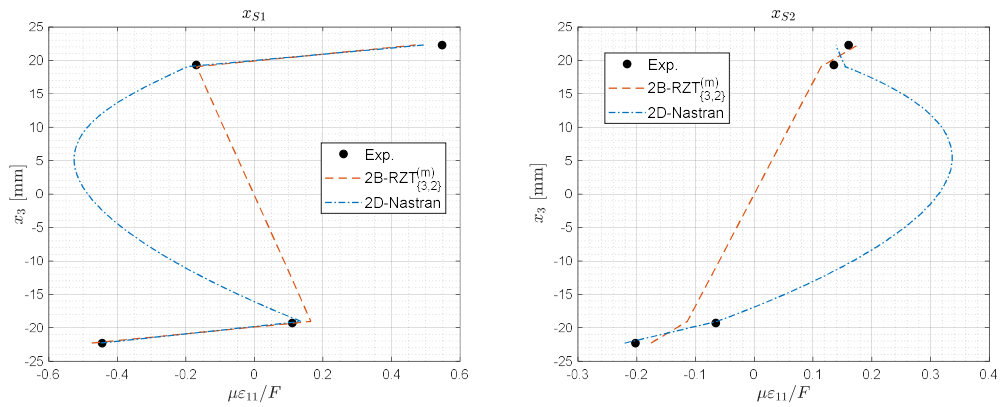 x_{S1}
25
20
15
10
5
0
-5
-10
-15
-20
-25
x_3 [mm]
Exp.
2B-RZT^{(m)}_{\{3,2\}}
2D-Nastran
-0.6 -0.4 -0.2 0 0.2 0.4 0.6
με_{11}/F
x_{S2}
25
20
15
10
5
0
-5
-10
-15
-20
-25
x_3 [mm]
Exp.
2B-RZT^{(m)}_{\{3,2\}}
2D-Nastran
-0.3 -0.2 -0.1 0 0.1 0.2 0.3 0.4
με_{11}/F